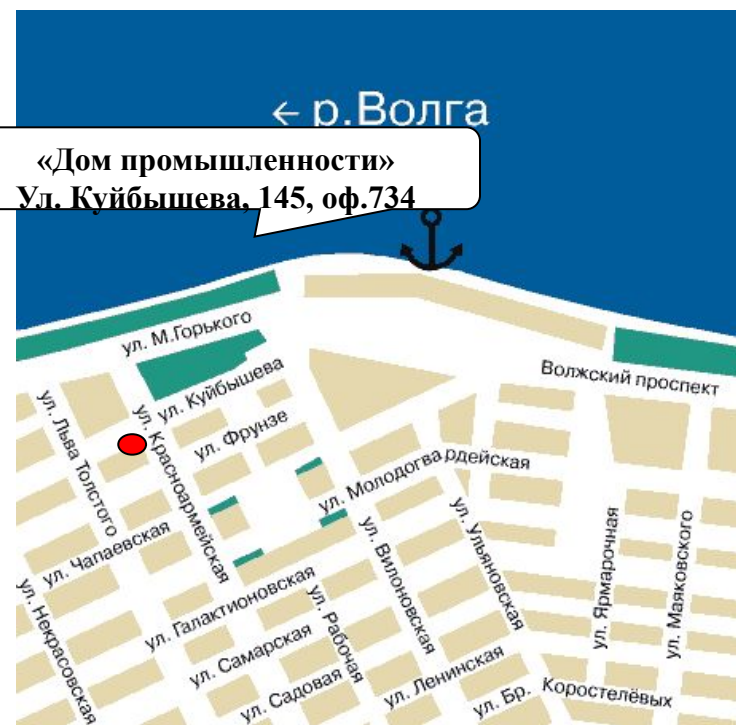 ← р.Волга
«Дом промышленности»
Ул. Куйбышева, 145, оф.734
ул. М.Горького
ул. Куйбышева
Волжский проспект
ул. Фрунзе
ул. Льва Толстого
ул. Красноармейская
ул. Молодогва рдейская
ул. Чапаевская
ул. Вилоновская
ул. Ульяновская
ул. Ярмарочная
ул. Маяковского
ул. Некрасовская
ул. Галактионовская
ул. Рабочая
ул. Самарская
ул. Садовая
ул. Ленинская
ул. Бр. Коростелёвых